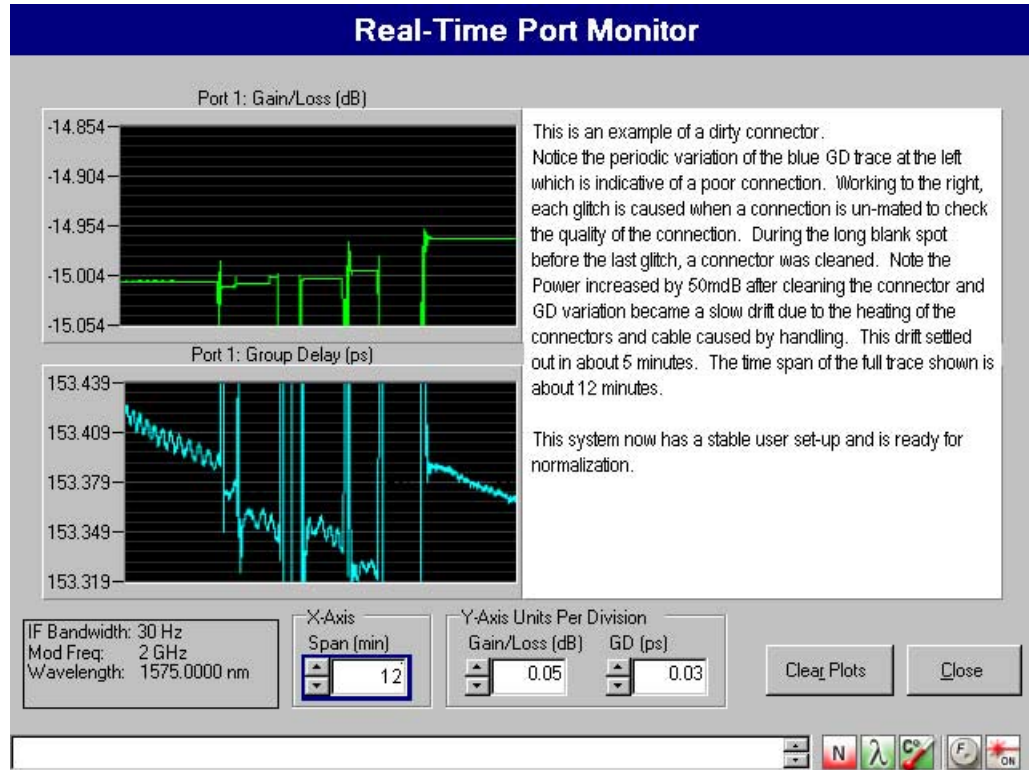 Real-Time Port Monitor
Port 1: Gain/Loss (dB)
-14.854
-14.904
-14.954
-15.004
-15.054
Port 1: Group Delay (ps)
153.439
153.409
153.379
153.349
153.319
This is an example of a dirty connector.
Notice the periodic variation of the blue GD trace at the left
which is indicative of a poor connection. Working to the right,
each glitch is caused when a connection is un-mated to check
the quality of the connection. During the long blank spot
before the last glitch, a connector was cleaned. Note the
Power increased by 50mdB after cleaning the connector and
GD variation became a slow drift due to the heating of the
connectors and cable caused by handling. This drift settled
out in about 5 minutes. The time span of the full trace shown is
about 12 minutes.
This system now has a stable user set-up and is ready for
normalization.
IF Bandwidth: 30 Hz
Mod Freq: 2 GHz
Wavelength: 1575.0000 nm
X-Axis
Span (min)
12
Y-Axis Units Per Division
Gain/Loss (dB) GD (ps)
0.05 0.03
Clear Plots
Close
N λ C° F ON